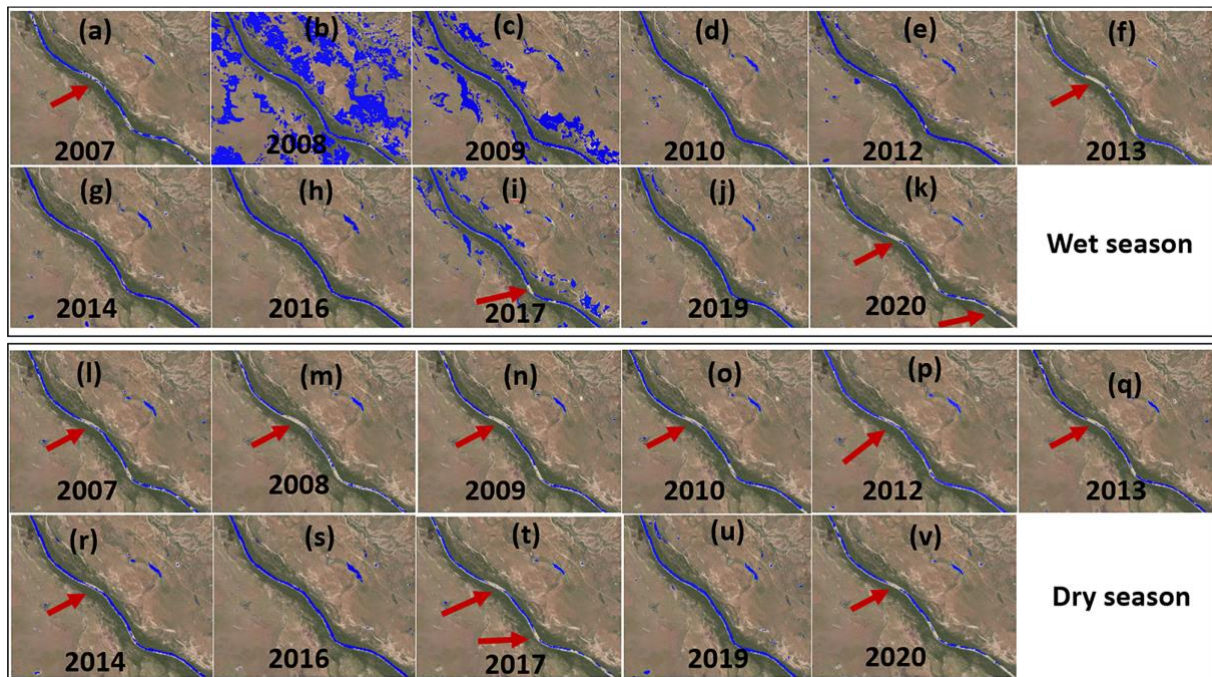 (a) (b) (c) (d) (e) (f)
2007 2008 2009 2010 2012 2013
(g) (h) (i) (j) (k)
Wet season
2014 2016 2017 2019 2020
(l) (m) (n) (o) (p) (q)
2007 2008 2009 2010 2012 2013
(r) (s) (t) (u) (v)
Dry season
2014 2016 2017 2019 2020